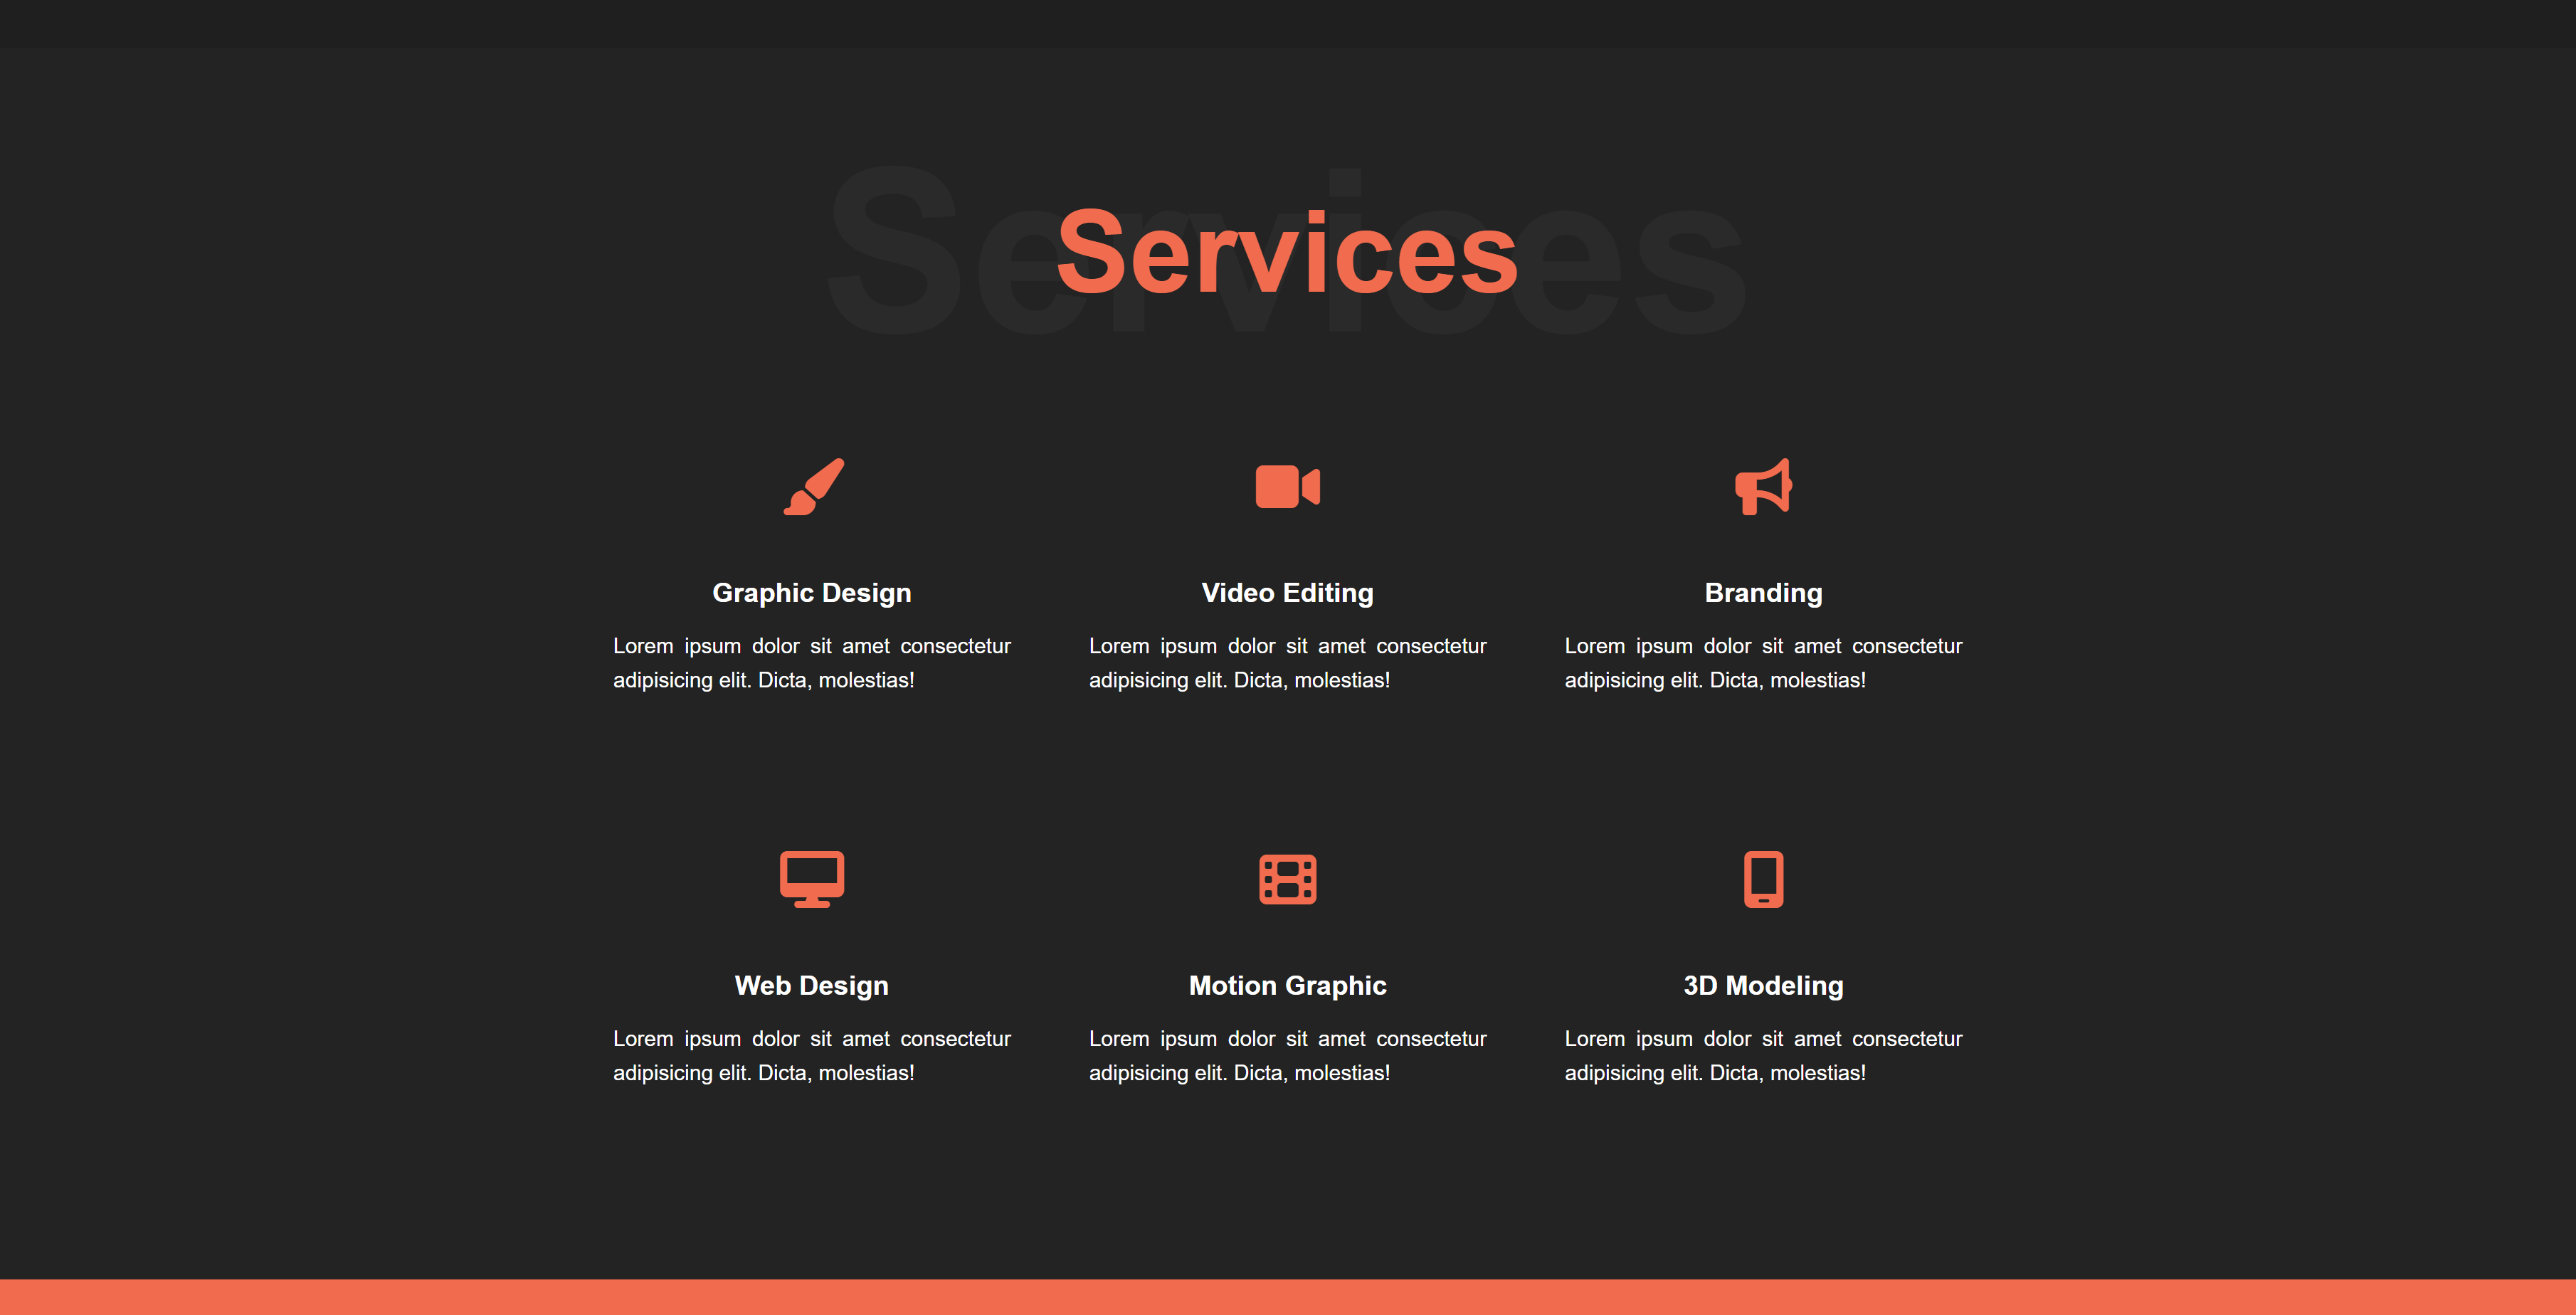 Services
Services
Graphic Design
Lorem ipsum dolor sit amet consectetur
adipisicing elit. Dicta, molestias!
Video Editing
Lorem ipsum dolor sit amet consectetur
adipisicing elit. Dicta, molestias!
Branding
Lorem ipsum dolor sit amet consectetur
adipisicing elit. Dicta, molestias!
Web Design
Lorem ipsum dolor sit amet consectetur
adipisicing elit. Dicta, molestias!
Motion Graphic
Lorem ipsum dolor sit amet consectetur
adipisicing elit. Dicta, molestias!
3D Modeling
Lorem ipsum dolor sit amet consectetur
adipisicing elit. Dicta, molestias!